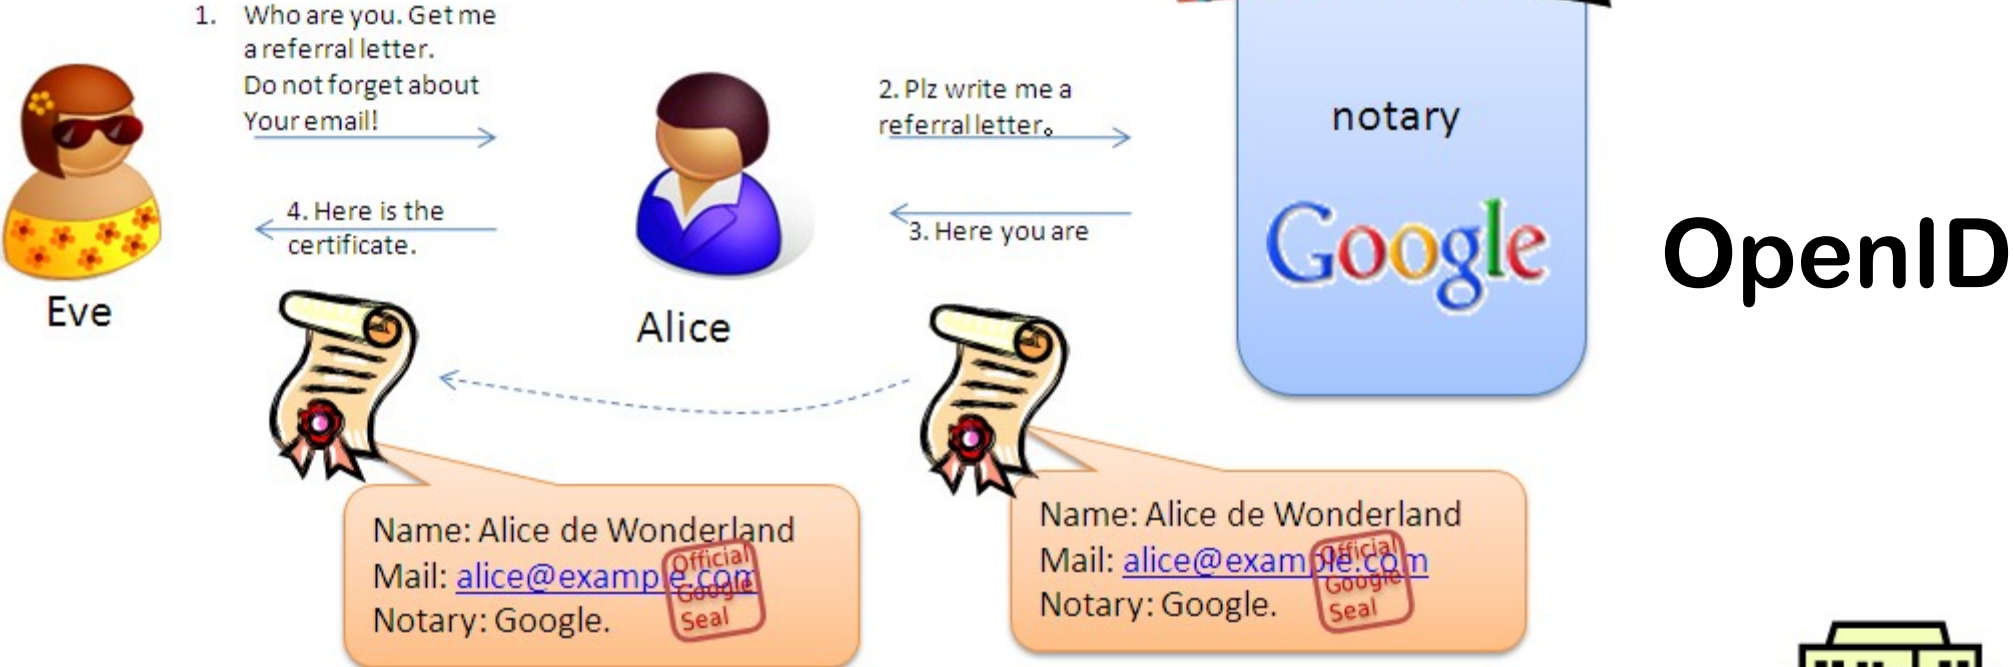 1. Who are you. Get me
a referral letter.
Do not forget about
Your email!
2. Plz write me a
referral letter。
notary
Google
OpenID
4. Here is the
certificate.
3. Here you are
Eve
Alice
Name: Alice de Wonderland
Mail: alice@example.com
Notary: Google.
Official
Google
Seal
Name: Alice de Wonderland
Mail: alice@example.com
Notary: Google.
Official
Google
Seal